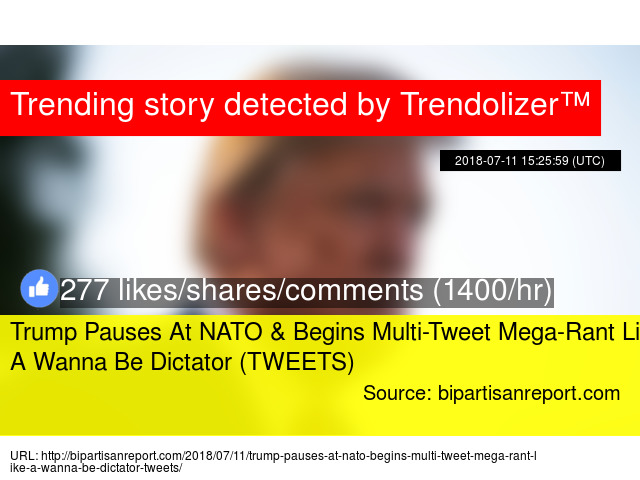 Trending story detected by Trendolizer™
2018-07-11 15:25:59 (UTC)
277 likes/shares/comments (1400/hr)
Trump Pauses At NATO & Begins Multi-Tweet Mega-Rant Li
A Wanna Be Dictator (TWEETS)
Source: bipartisanreport.com
URL: http://bipartisanreport.com/2018/07/11/trump-pauses-at-nato-begins-multi-tweet-mega-rant-l
ike-a-wanna-be-dictator-tweets/